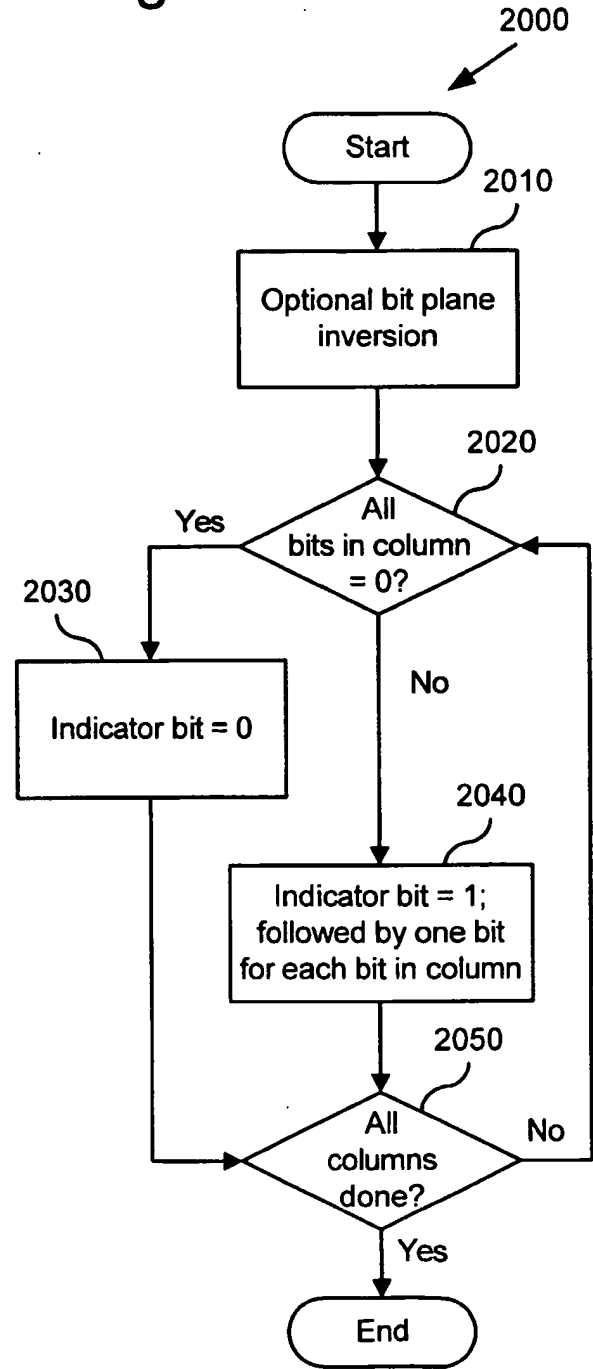 2000
Start
2010
Optional bit plane
inversion
2020
All
bits in column
= 0?
Yes
2030
Indicator bit = 0
No
2040
Indicator bit = 1;
followed by one bit
for each bit in column
2050
All
columns
done?
No
Yes
End